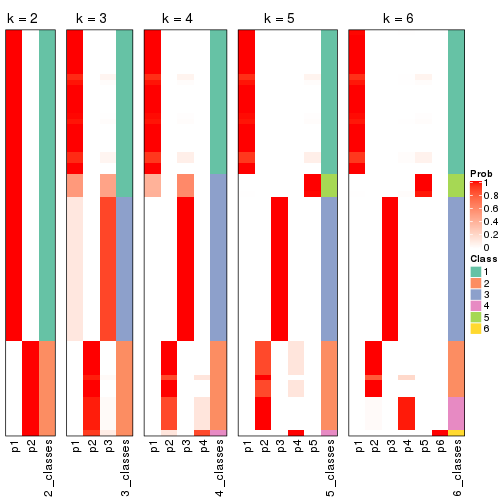 k = 2
k = 3
k = 4
k = 5
k = 6
p1
p2
2_classes
p1
p2
p3
3_classes
p1
p2
p3
p4
4_classes
p1
p2
p3
p4
p5
5_classes
p1
p2
p3
p4
p5
p6
6_classes
Prob
1
0.8
0.6
0.4
0.2
0
Class
1
2
3
4
5
6